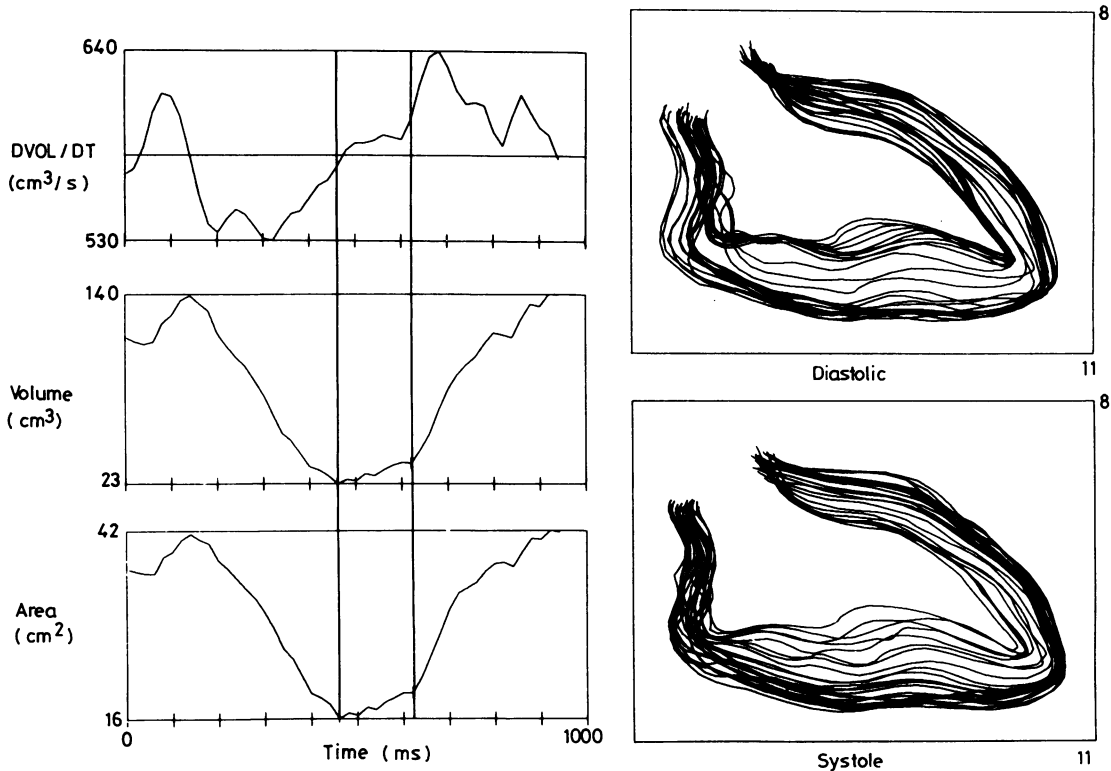 640
DVOL/DT
(cm³/s)
530
140
Volume
(cm³)
23
42
Area
(cm²)
16
0
Time (ms)
1000
8
Diastolic
11
8
Systole
11